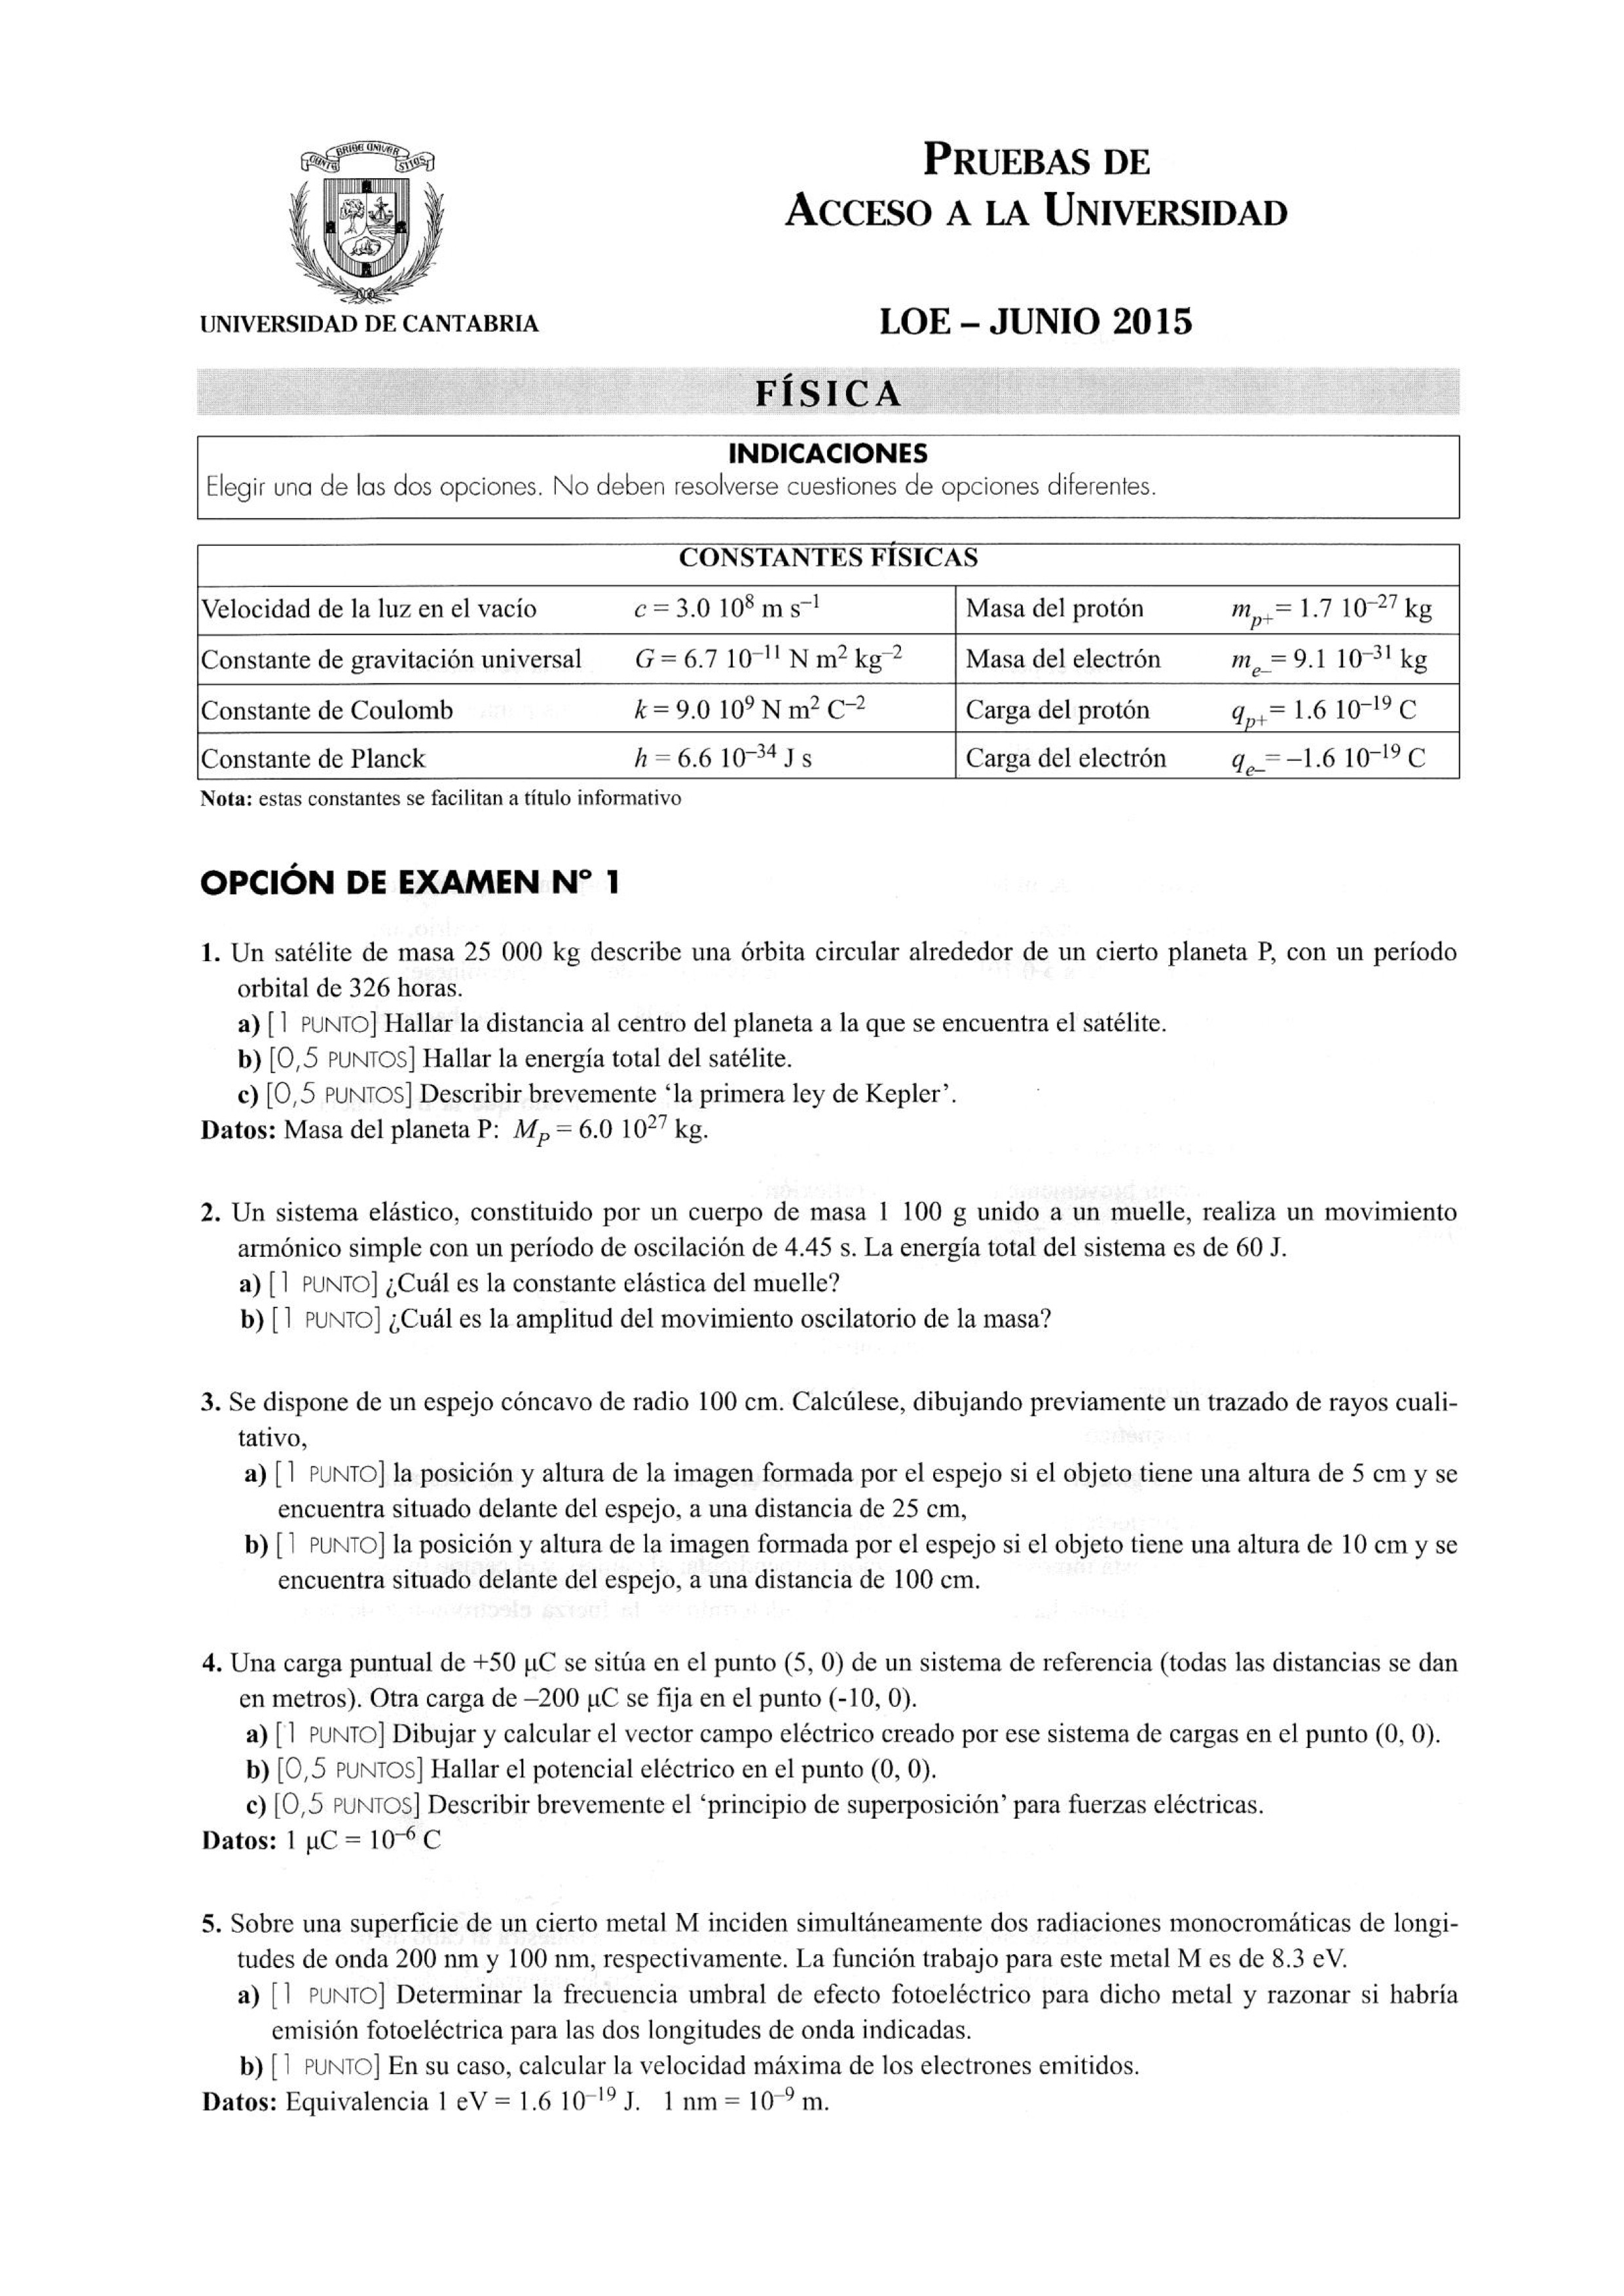 CUNTE BRIGE UNIVER SITOS
PRUEBAS DE
ACCESO A LA UNIVERSIDAD
UNIVERSIDAD DE CANTABRIA
LOE – JUNIO 2015
FÍSICA
INDICACIONES
Elegir una de las dos opciones. No deben resolverse cuestiones de opciones diferentes.
CONSTANTES FÍSICAS
Velocidad de la luz en el vacío c = 3.0 10⁸ m s⁻¹ Masa del protón mₚ₊ = 1.7 10⁻²⁷ kg
Constante de gravitación universal G = 6.7 10⁻¹¹ N m² kg⁻² Masa del electrón mₑ₋ = 9.1 10⁻³¹ kg
Constante de Coulomb k = 9.0 10⁹ N m² C⁻² Carga del protón qₚ₊ = 1.6 10⁻¹⁹ C
Constante de Planck h = 6.6 10⁻³⁴ J s Carga del electrón qₑ₋ = –1.6 10⁻¹⁹ C
Nota: estas constantes se facilitan a título informativo
OPCIÓN DE EXAMEN Nº 1
1. Un satélite de masa 25 000 kg describe una órbita circular alrededor de un cierto planeta P, con un período
orbital de 326 horas.
a) [1 PUNTO] Hallar la distancia al centro del planeta a la que se encuentra el satélite.
b) [0,5 PUNTOS] Hallar la energía total del satélite.
c) [0,5 PUNTOS] Describir brevemente ‘la primera ley de Kepler’.
Datos: Masa del planeta P: M_P = 6.0 10²⁷ kg.
2. Un sistema elástico, constituido por un cuerpo de masa 1 100 g unido a un muelle, realiza un movimiento
armónico simple con un período de oscilación de 4.45 s. La energía total del sistema es de 60 J.
a) [1 PUNTO] ¿Cuál es la constante elástica del muelle?
b) [1 PUNTO] ¿Cuál es la amplitud del movimiento oscilatorio de la masa?
3. Se dispone de un espejo cóncavo de radio 100 cm. Calcúlese, dibujando previamente un trazado de rayos cuali-
tativo,
a) [1 PUNTO] la posición y altura de la imagen formada por el espejo si el objeto tiene una altura de 5 cm y se
encuentra situado delante del espejo, a una distancia de 25 cm,
b) [1 PUNTO] la posición y altura de la imagen formada por el espejo si el objeto tiene una altura de 10 cm y se
encuentra situado delante del espejo, a una distancia de 100 cm.
4. Una carga puntual de +50 µC se sitúa en el punto (5, 0) de un sistema de referencia (todas las distancias se dan
en metros). Otra carga de –200 µC se fija en el punto (-10, 0).
a) [1 PUNTO] Dibujar y calcular el vector campo eléctrico creado por ese sistema de cargas en el punto (0, 0).
b) [0,5 PUNTOS] Hallar el potencial eléctrico en el punto (0, 0).
c) [0,5 PUNTOS] Describir brevemente el ‘principio de superposición’ para fuerzas eléctricas.
Datos: 1 µC = 10⁻⁶ C
5. Sobre una superficie de un cierto metal M inciden simultáneamente dos radiaciones monocromáticas de longi-
tudes de onda 200 nm y 100 nm, respectivamente. La función trabajo para este metal M es de 8.3 eV.
a) [1 PUNTO] Determinar la frecuencia umbral de efecto fotoeléctrico para dicho metal y razonar si habría
emisión fotoeléctrica para las dos longitudes de onda indicadas.
b) [1 PUNTO] En su caso, calcular la velocidad máxima de los electrones emitidos.
Datos: Equivalencia 1 eV = 1.6 10⁻¹⁹ J. 1 nm = 10⁻⁹ m.